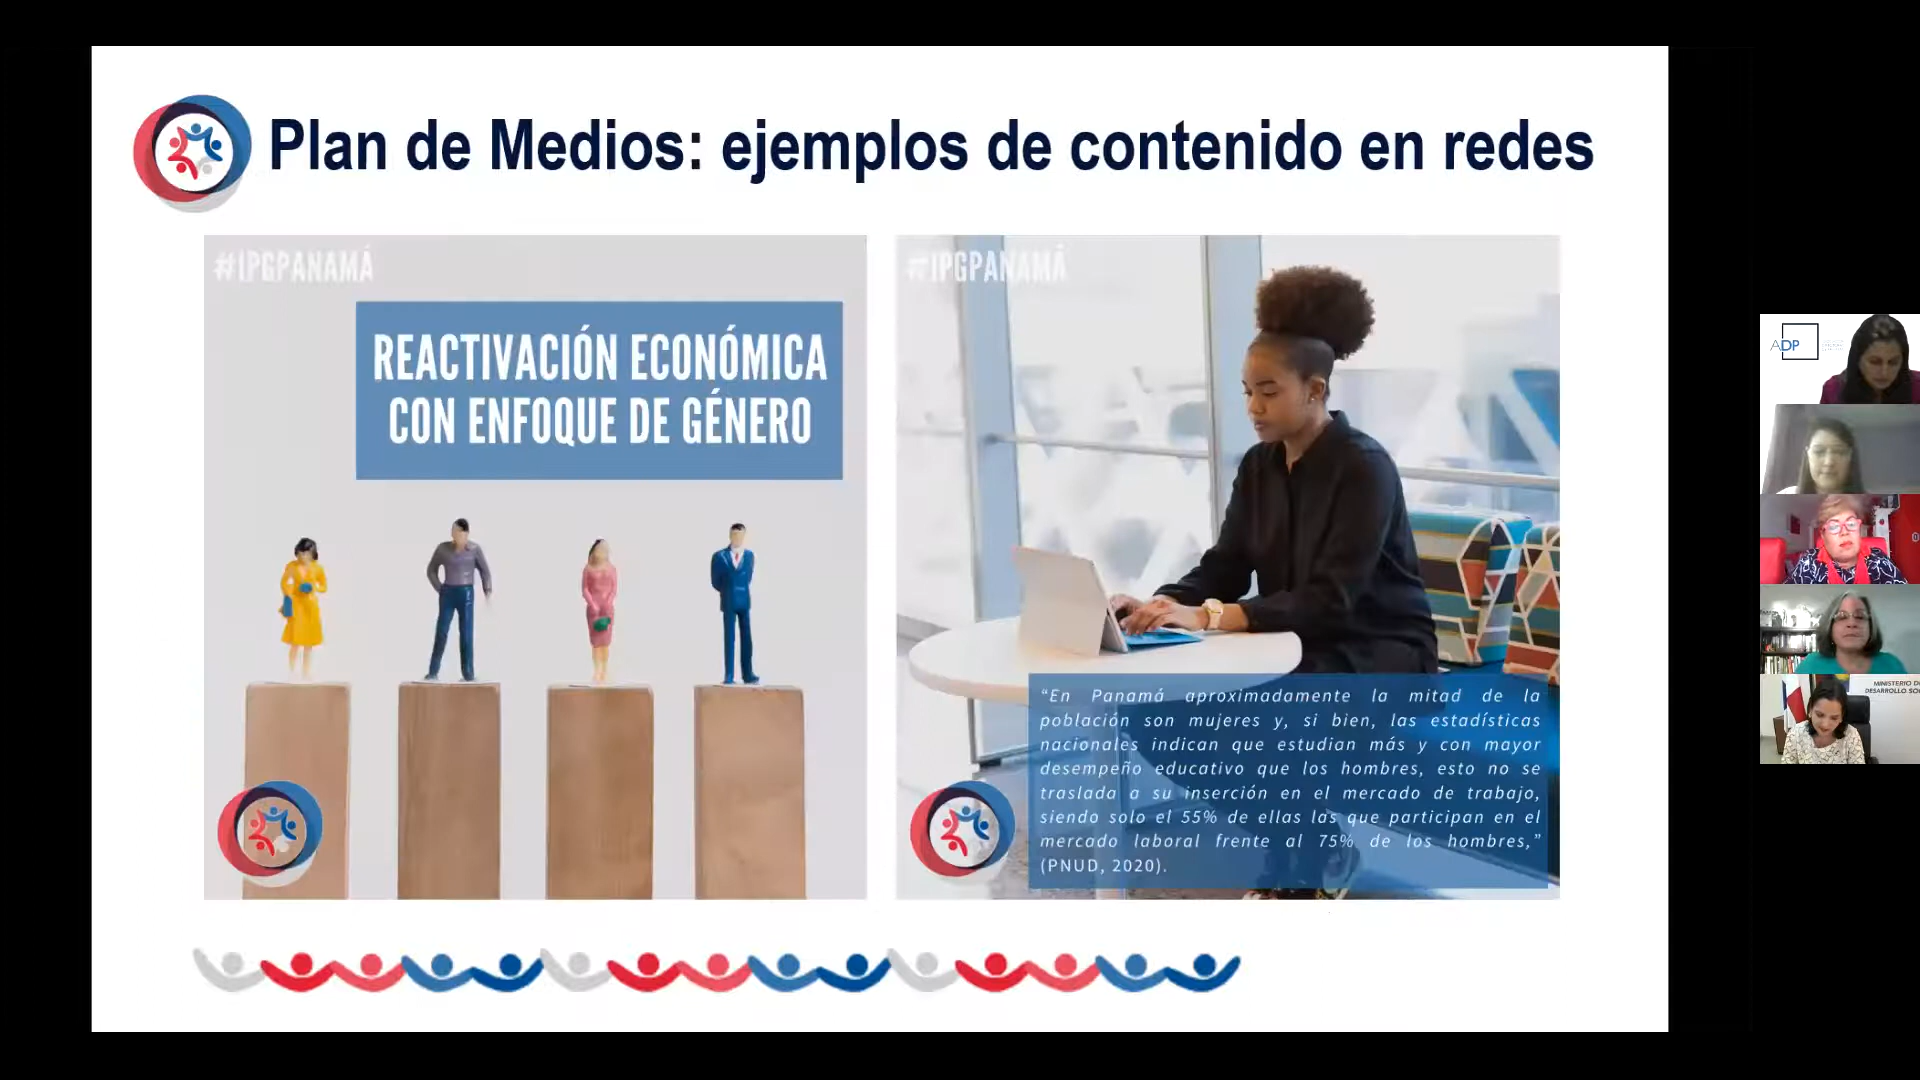 Plan de Medios: ejemplos de contenido en redes
#IPGPANAMÁ
REACTIVACIÓN ECONÓMICA
CON ENFOQUE DE GÉNERO
#IPGPANAMÁ
“En Panamá aproximadamente la mitad de la
población son mujeres y, si bien, las estadísticas
nacionales indican que estudian más y con mayor
desempeño educativo que los hombres, esto no se
traslada a su inserción en el mercado de trabajo,
siendo solo el 55% de ellas las que participan en el
mercado laboral frente al 75% de los hombres,”
(PNUD, 2020).
ADP
MINISTERIO D
DESARROLLO SO